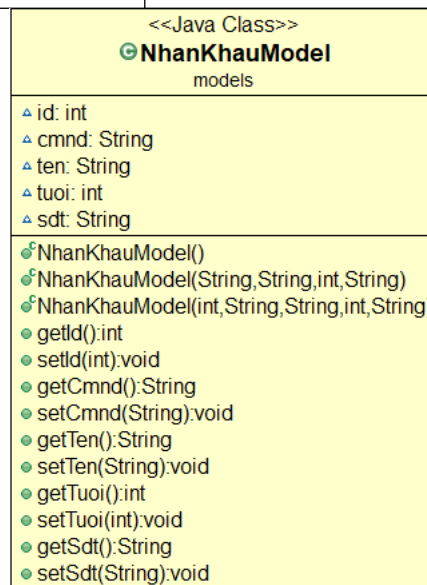 <<Java Class>>
NhanKhauModel
models
id: int
cmnd: String
ten: String
tuoi: int
sdt: String
NhanKhauModel()
NhanKhauModel(String,String,int,String)
NhanKhauModel(int,String,String,int,String
getId():int
setId(int):void
getCmnd():String
setCmnd(String):void
getTen():String
setTen(String):void
getTuoi():int
setTuoi(int):void
getSdt():String
setSdt(String):void